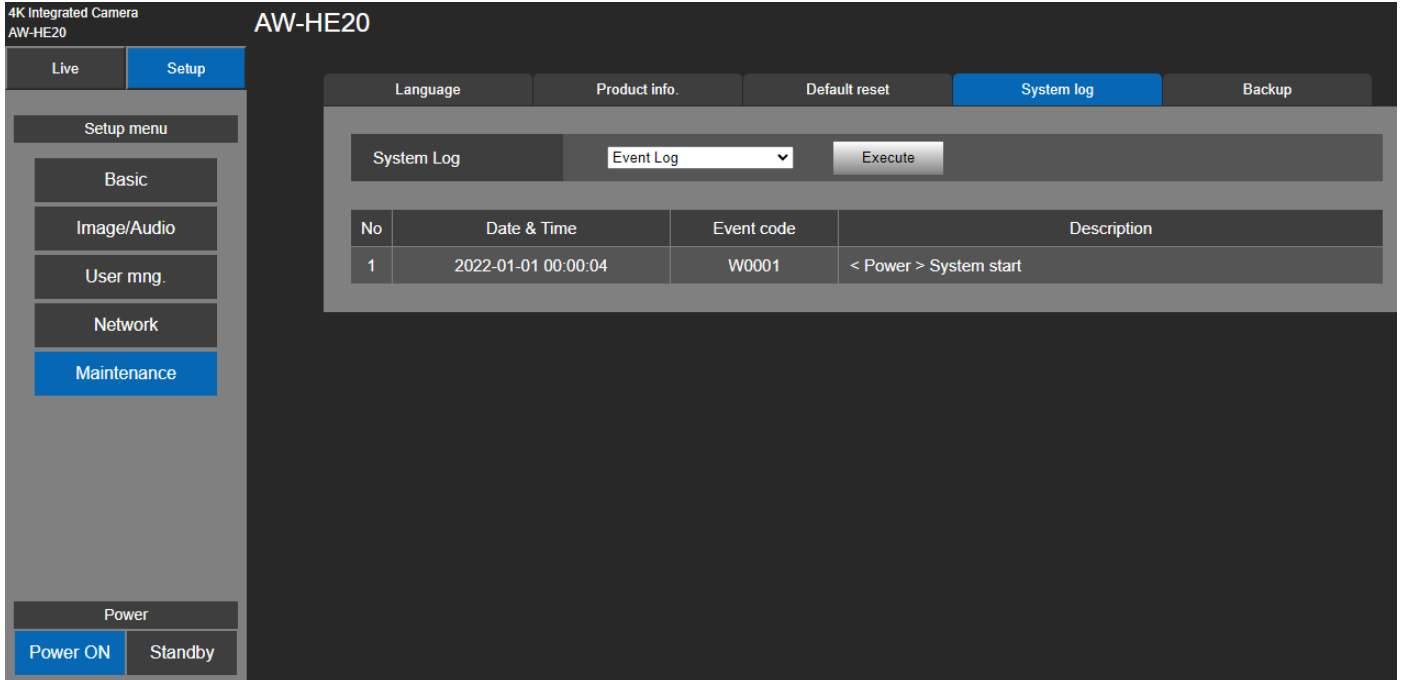 4K Integrated Camera
AW-HE20
AW-HE20
Live Setup
Language Product info. Default reset System log Backup
Setup menu
Basic
Image/Audio
User mng.
Network
Maintenance
System Log Event Log Execute
No Date & Time Event code Description
1 2022-01-01 00:00:04 W0001 < Power > System start
Power
Power ON Standby